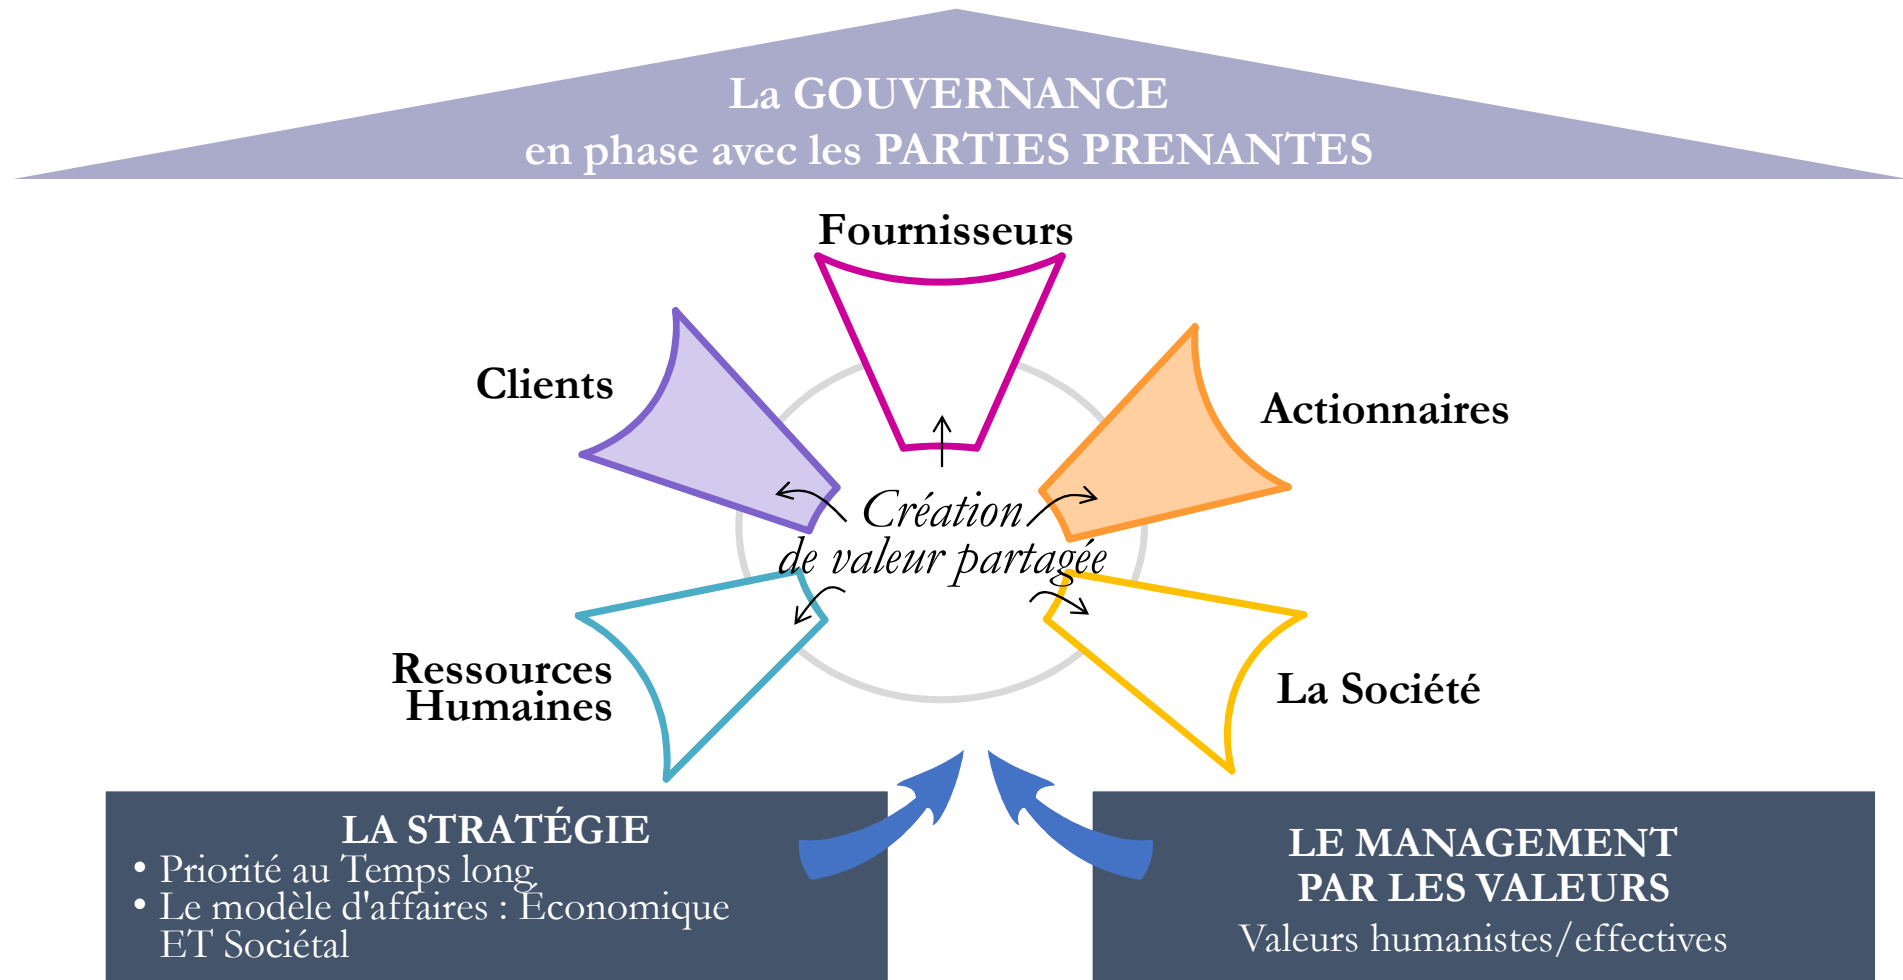 La GOUVERNANCE
en phase avec les PARTIES PRENANTES
Fournisseurs
Clients
Actionnaires
Création
de valeur partagée
Ressources
Humaines
La Société
LA STRATÉGIE
• Priorité au Temps long
• Le modèle d'affaires : Économique
ET Sociétal
LE MANAGEMENT
PAR LES VALEURS
Valeurs humanistes/effectives